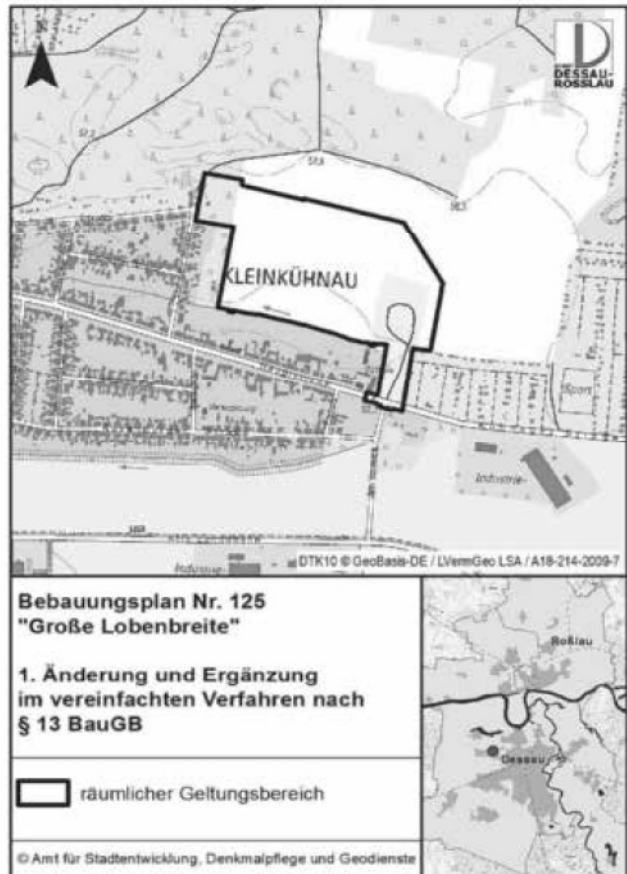 DESSAU-
ROSSLAU
KLEINKÜHNAU
Sport
Industrie-
DTK10 © GeoBasis-DE / LVermGeo LSA / A18-214-2009-7
Bebauungsplan Nr. 125
"Große Lobenbreite"
1. Änderung und Ergänzung
im vereinfachten Verfahren nach
§ 13 BauGB
räumlicher Geltungsbereich
© Amt für Stadtentwicklung, Denkmalpflege und Geodienste
Roßlau
Dessau